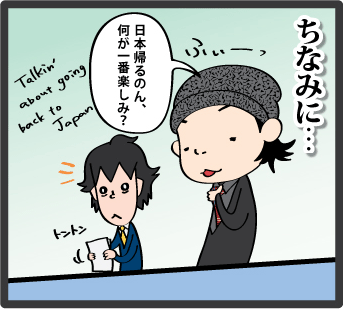 ちなみに…
ふぃーっ
日本帰るのん、
何が一番楽しみ？
Talkin'
about going
back to
Japan
トントン